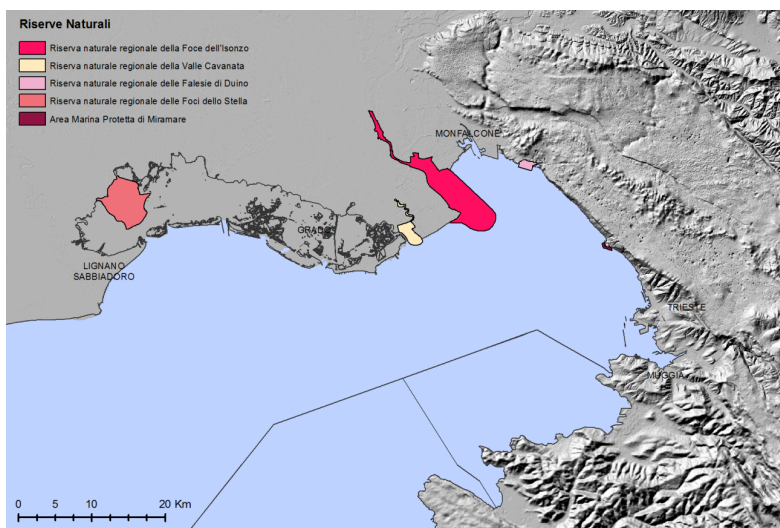 Riserve Naturali
Riserva naturale regionale della Foce dell'Isonzo
Riserva naturale regionale della Valle Cavanata
Riserva naturale regionale delle Falesie di Duino
Riserva naturale regionale delle Foci dello Stella
Area Marina Protetta di Miramare
MONFALCONE
GRADO
LIGNANO
SABBIADORO
TRIESTE
MUGGIA
0 5 10 20 Km